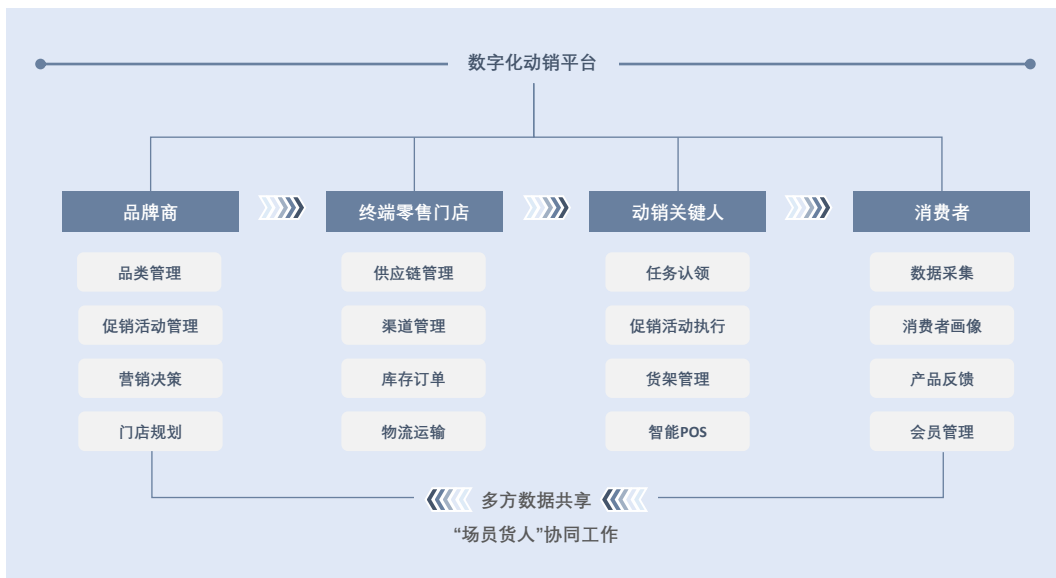 数字化动销平台
品牌商
终端零售门店
动销关键人
消费者
品类管理
供应链管理
任务认领
数据采集
促销活动管理
渠道管理
促销活动执行
消费者画像
营销决策
库存订单
货架管理
产品反馈
门店规划
物流运输
智能POS
会员管理
多方数据共享
“场员货人”协同工作